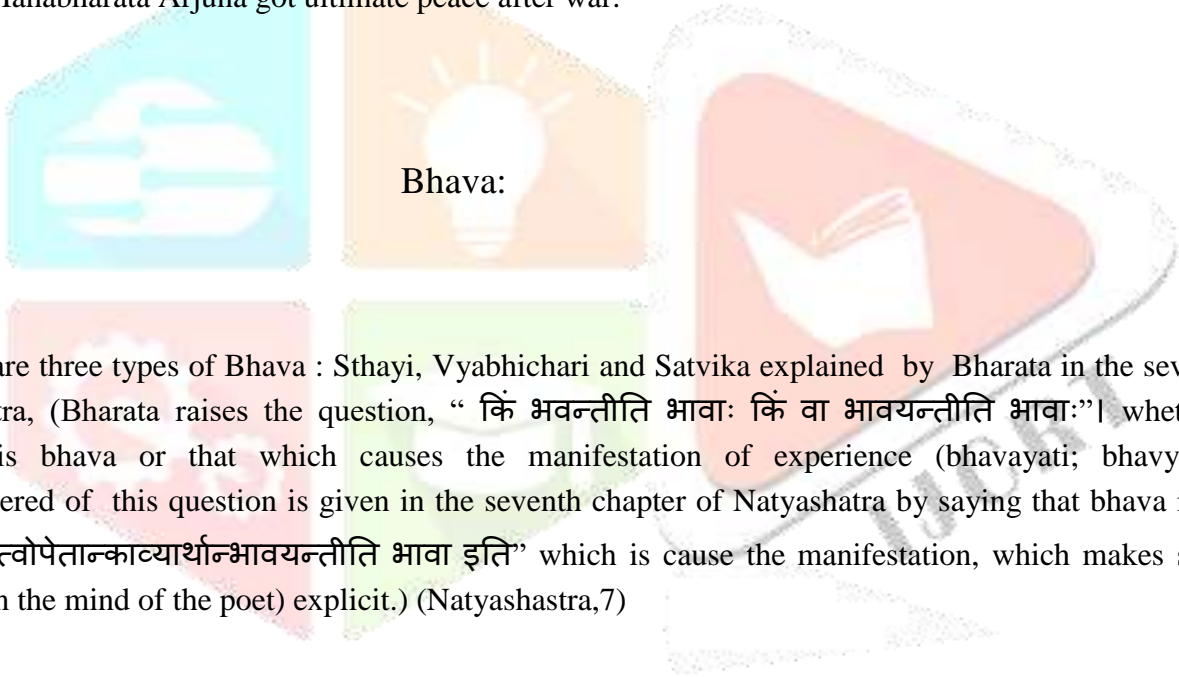 Mahabharata Arjuna got ultimate peace after war.
Bhava:
are three types of Bhava : Sthayi, Vyabhichari and Satvika explained by Bharata in the sev
tra, (Bharata raises the question, “ किं भवन्तीति भावाः किं वा भावयन्तीति भावाः”। whet
is bhava or that which causes the manifestation of experience (bhavayati; bhavy
ered of this question is given in the seventh chapter of Natyashatra by saying that bhava i
त्वोपेतान्काव्यार्थान्भावयन्तीति भावा इति” which is cause the manifestation, which makes s
n the mind of the poet) explicit.) (Natyashastra,7)
IJCRT